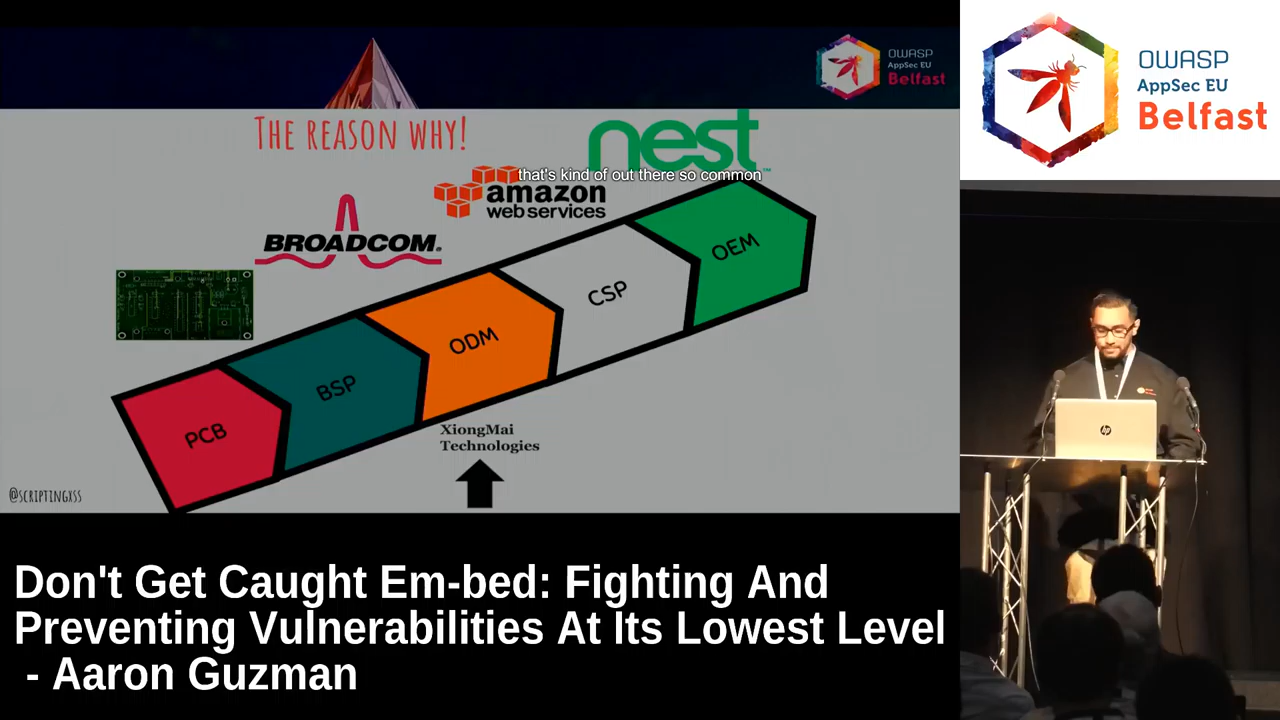 OWASP
AppSec EU
Belfast
OWASP
AppSec EU
Belfast
THE REASON WHY!
nest™
that's kind of out there so common
amazon
web services
BROADCOM®
OEM
CSP
ODM
BSP
PCB
XiongMai
Technologies
@SCRIPTINGXSS
hp
Don't Get Caught Em-bed: Fighting And
Preventing Vulnerabilities At Its Lowest Level
- Aaron Guzman